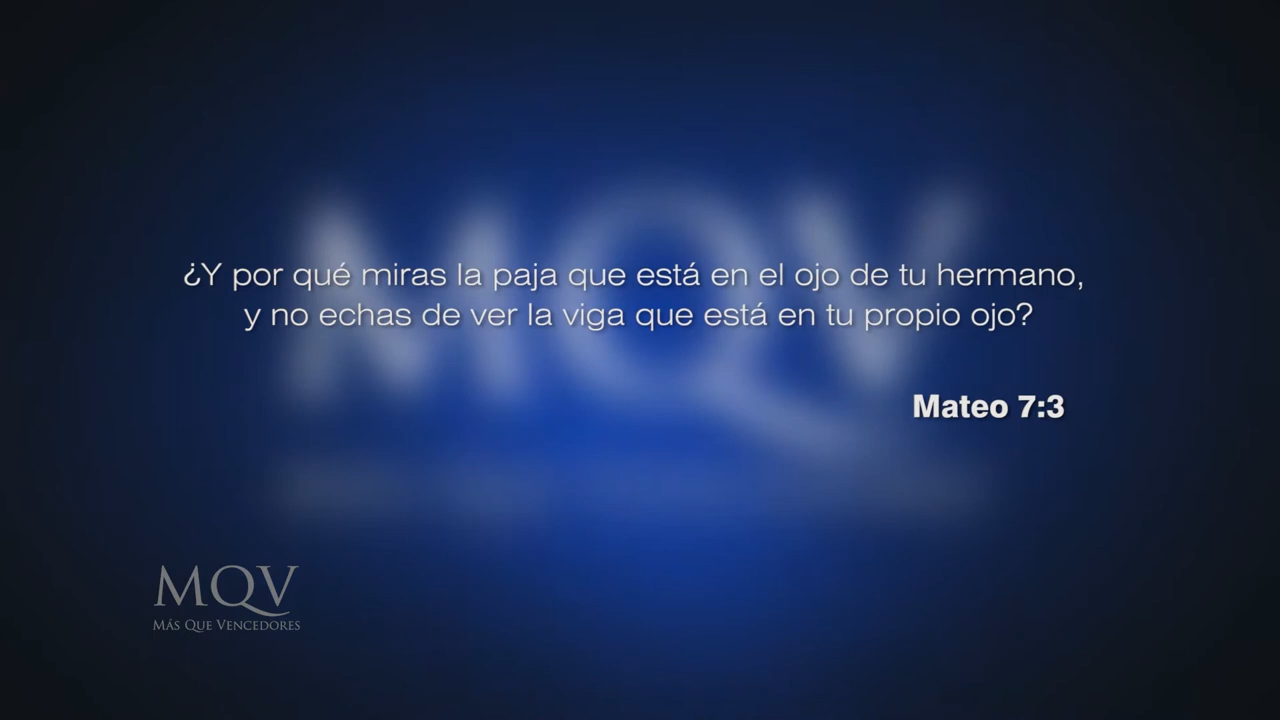 ¿Y por qué miras la paja que está en el ojo de tu hermano,
y no echas de ver la viga que está en tu propio ojo?
Mateo 7:3
MQV
MÁS QUE VENCEDORES